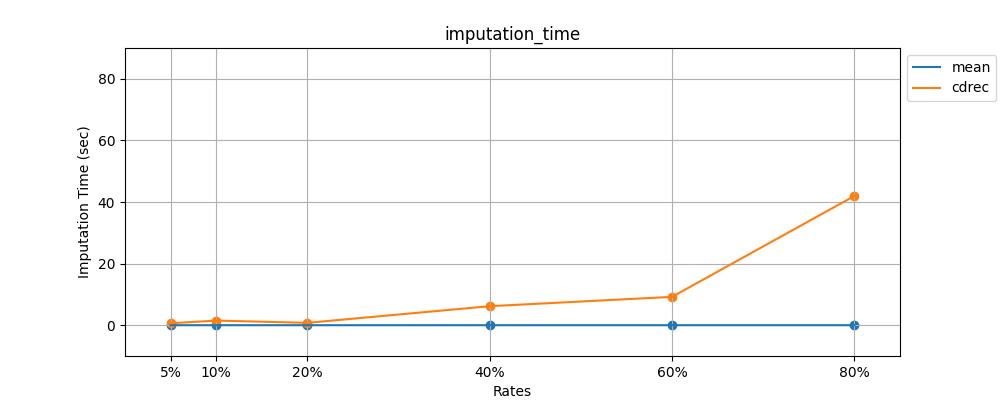 imputation_time
mean
cdrec
Imputation Time (sec)
80
60
40
20
0
5%
10%
20%
40%
60%
80%
Rates